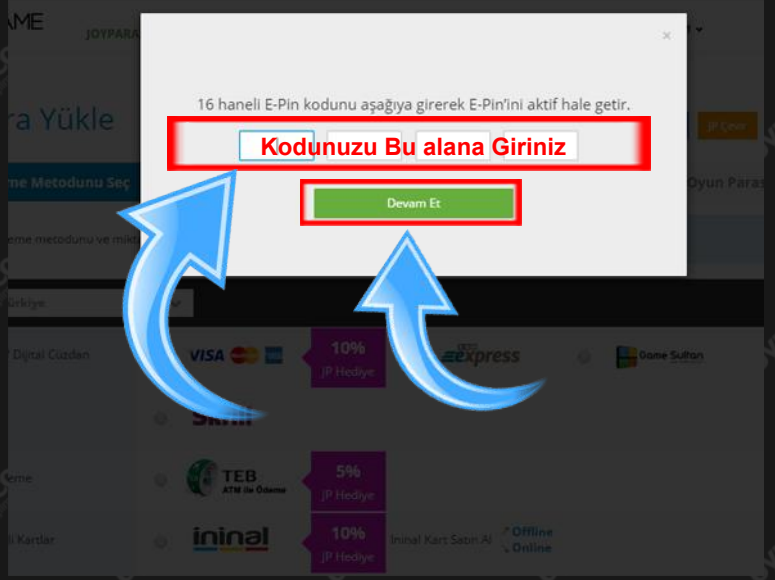 JOYPARA
×
16 haneli E-Pin kodunu aşağıya girerek E-Pin'ini aktif hale getir.
ra Yükle
JP Çevir
Kodunuzu Bu alana Giriniz
me Metodunu Seç
Devam Et
Oyun Paras
eme metodunu ve mikt
Türkiye
/ Dijital Cüzdan
VISA
10%
JP Hediye
express
Game Sultan
Skrill
eme
TEB
ATM ile Ödeme
5%
JP Hediye
li Kartlar
ininal
10%
JP Hediye
Ininal Kart Satın Al
Offline
Online